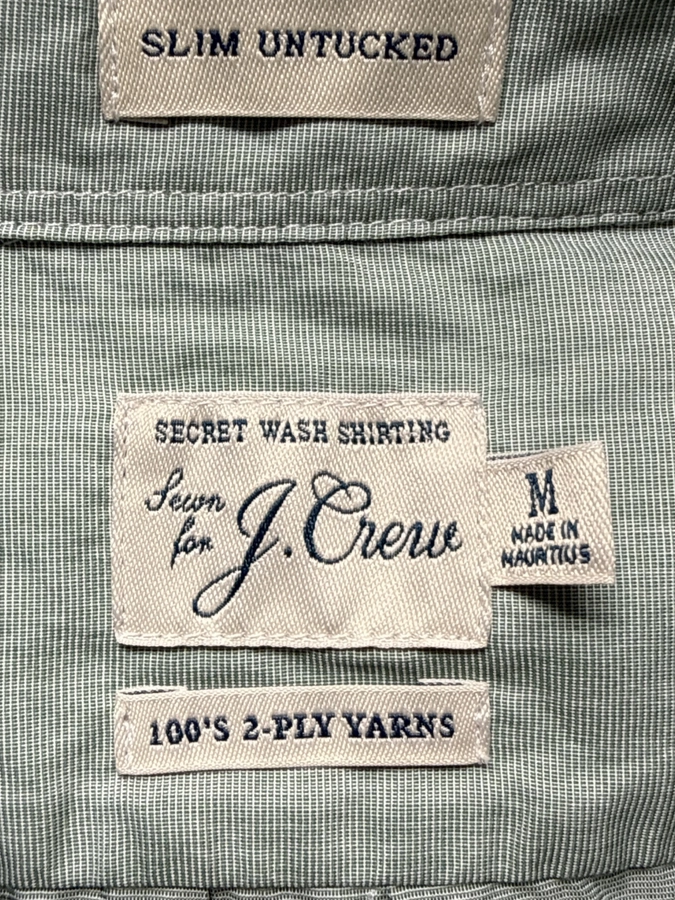 SLIM UNTUCKED
SECRET WASH SHIRTING
Sewn
for
J.Crew
M
MADE IN
MAURITIUS
100'S 2-PLY YARNS